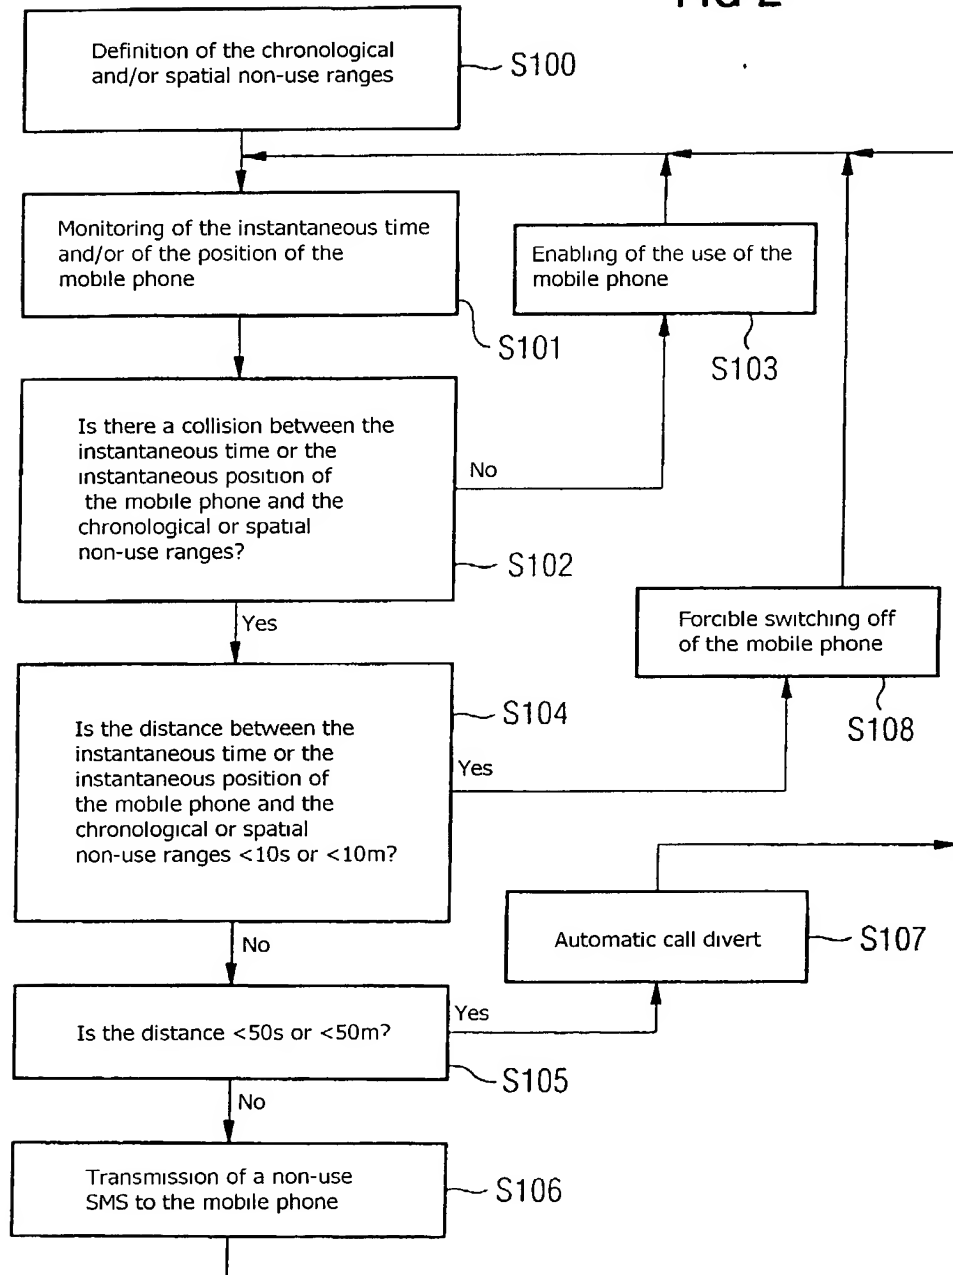 FIG 2
Definition of the chronological
and/or spatial non-use ranges
S100
Monitoring of the instantaneous time
and/or of the position of the
mobile phone
S101
Enabling of the use of the
mobile phone
S103
Is there a collision between the
instantaneous time or the
instantaneous position of
the mobile phone and the
chronological or spatial
non-use ranges?
No
S102
Yes
Forcible switching off
of the mobile phone
S108
Is the distance between the
instantaneous time or the
instantaneous position of
the mobile phone and the
chronological or spatial
non-use ranges <10s or <10m?
S104
Yes
No
Automatic call divert
S107
Is the distance <50s or <50m?
Yes
S105
No
Transmission of a non-use
SMS to the mobile phone
S106